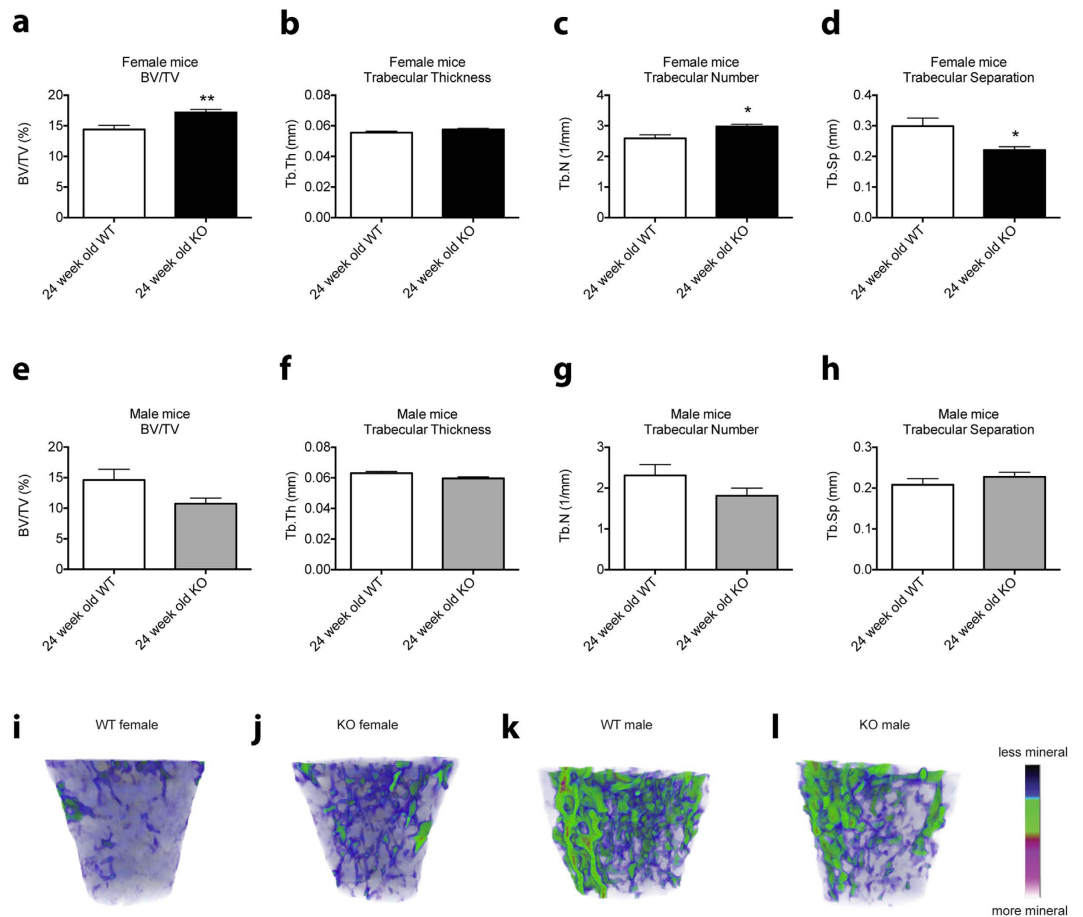 a
Female mice
BV/TV
BV/TV (%)
20
15
10
5
0
**
24 week old WT
24 week old KO
b
Female mice
Trabecular Thickness
Tb.Th (mm)
0.08
0.06
0.04
0.02
0.00
24 week old WT
24 week old KO
c
Female mice
Trabecular Number
Tb.N (1/mm)
4
3
2
1
0
*
24 week old WT
24 week old KO
d
Female mice
Trabecular Separation
Tb.Sp (mm)
0.4
0.3
0.2
0.1
0.0
*
24 week old WT
24 week old KO
e
Male mice
BV/TV
BV/TV (%)
20
15
10
5
0
24 week old WT
24 week old KO
f
Male mice
Trabecular Thickness
Tb.Th (mm)
0.08
0.06
0.04
0.02
0.00
24 week old WT
24 week old KO
g
Male mice
Trabecular Number
Tb.N (1/mm)
3
2
1
0
24 week old WT
24 week old KO
h
Male mice
Trabecular Separation
Tb.Sp (mm)
0.3
0.2
0.1
0.0
24 week old WT
24 week old KO
i
WT female
j
KO female
k
WT male
l
KO male
less mineral
more mineral